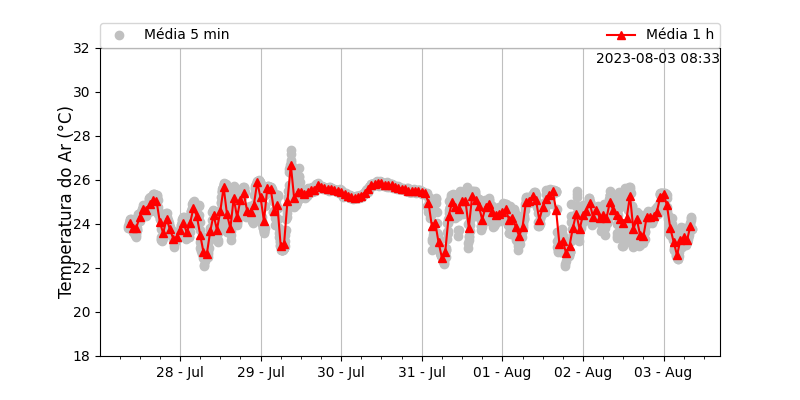 Média 5 min
Média 1 h
2023-08-03 08:33
Temperatura do Ar (°C)
32
30
28
26
24
22
20
18
28 - Jul
29 - Jul
30 - Jul
31 - Jul
01 - Aug
02 - Aug
03 - Aug